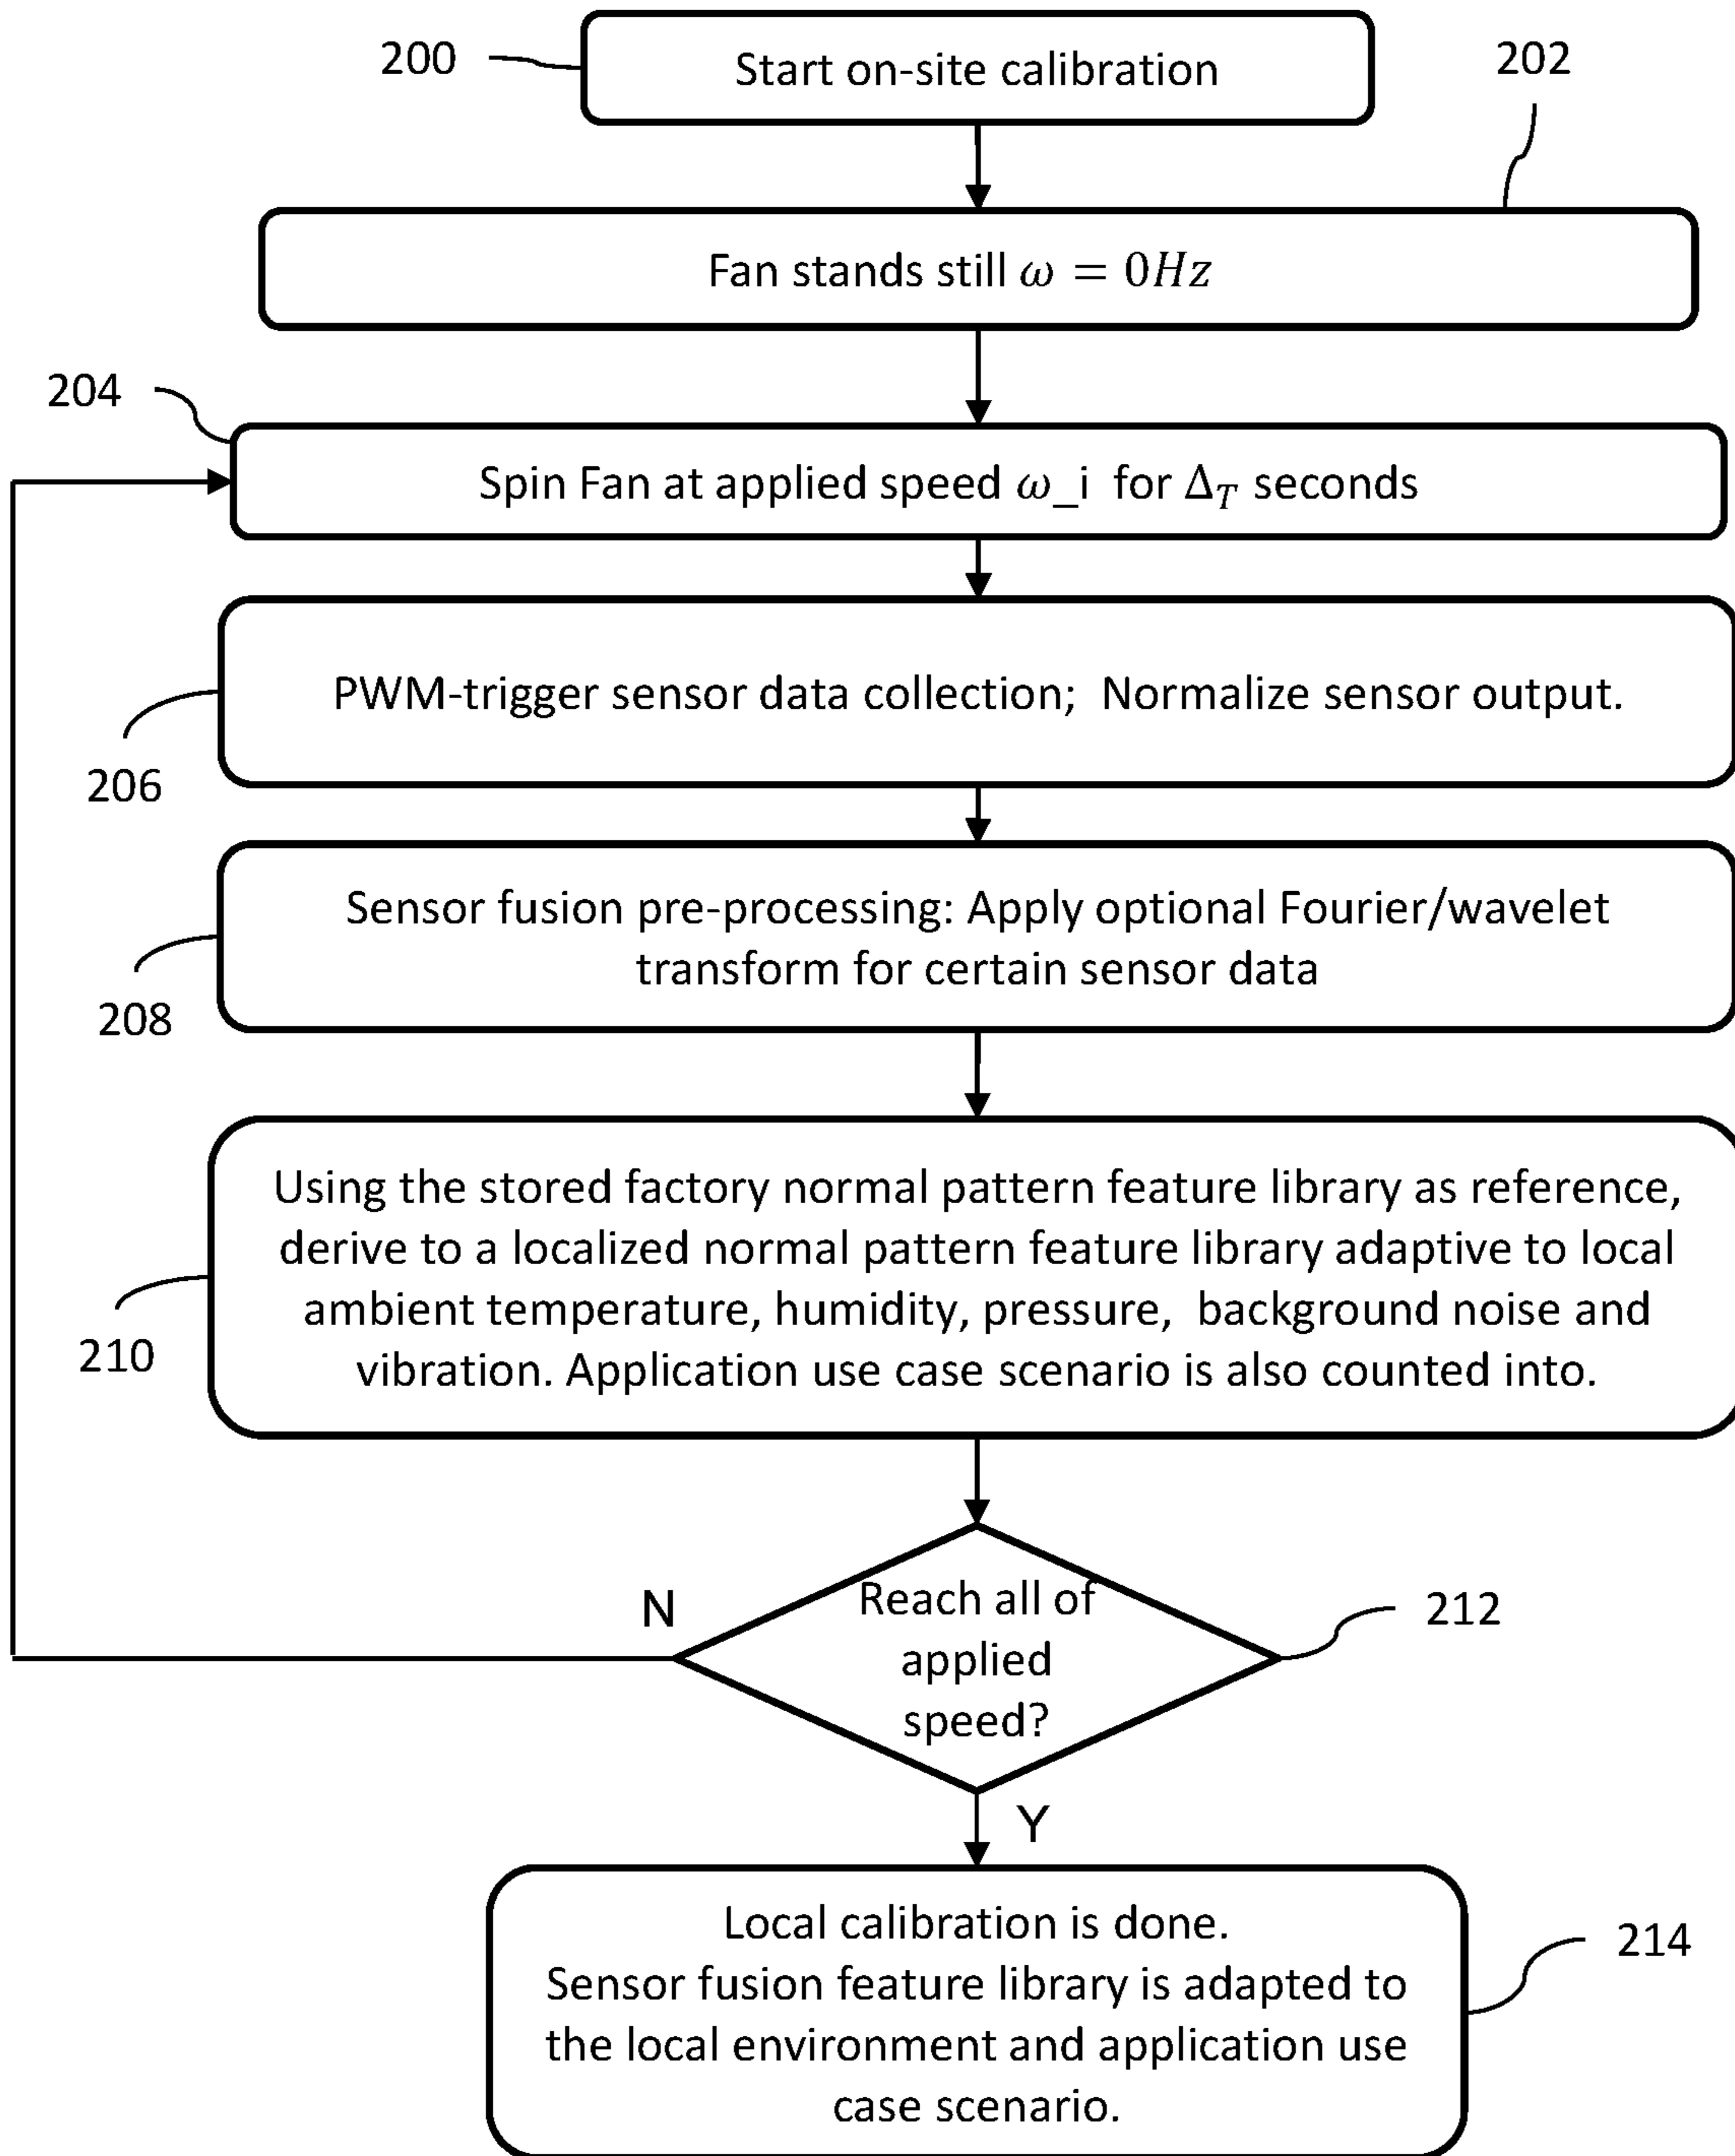 200
Start on-site calibration
202
Fan stands still ω = 0Hz
204
Spin Fan at applied speed ω_i for Δ_T seconds
PWM-trigger sensor data collection; Normalize sensor output.
206
Sensor fusion pre-processing: Apply optional Fourier/wavelet
transform for certain sensor data
208
Using the stored factory normal pattern feature library as reference,
derive to a localized normal pattern feature library adaptive to local
ambient temperature, humidity, pressure, background noise and
vibration. Application use case scenario is also counted into.
210
N
Reach all of
applied
speed?
212
Y
Local calibration is done.
Sensor fusion feature library is adapted to
the local environment and application use
case scenario.
214